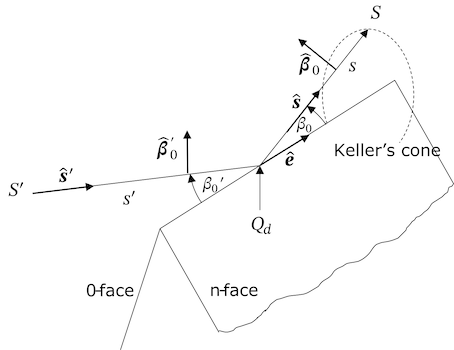 S
β̂₀
s
ŝ
β₀
Keller's cone
ê
β̂₀′
S′
ŝ′
s′
β₀′
Q_d
0-face
n-face